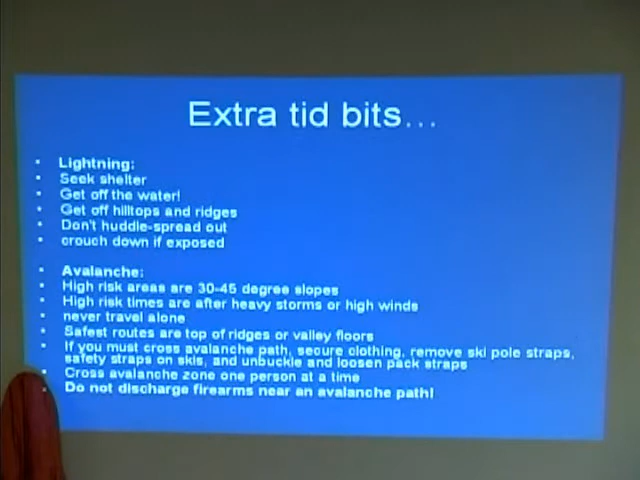 Extra tid bits...
• Lightning:
• Seek shelter
• Get off the water!
• Get off hilltops and ridges
• Don't huddle-spread out
• crouch down if exposed
• Avalanche:
• High risk areas are 30-45 degree slopes
• High risk times are after heavy storms or high winds
• never travel alone
• Safest routes are top of ridges or valley floors
• If you must cross avalanche path, secure clothing, remove ski pole straps,
safety straps on skis, and unbuckle and loosen pack straps
• Cross avalanche zone one person at a time
• Do not discharge firearms near an avalanche path!